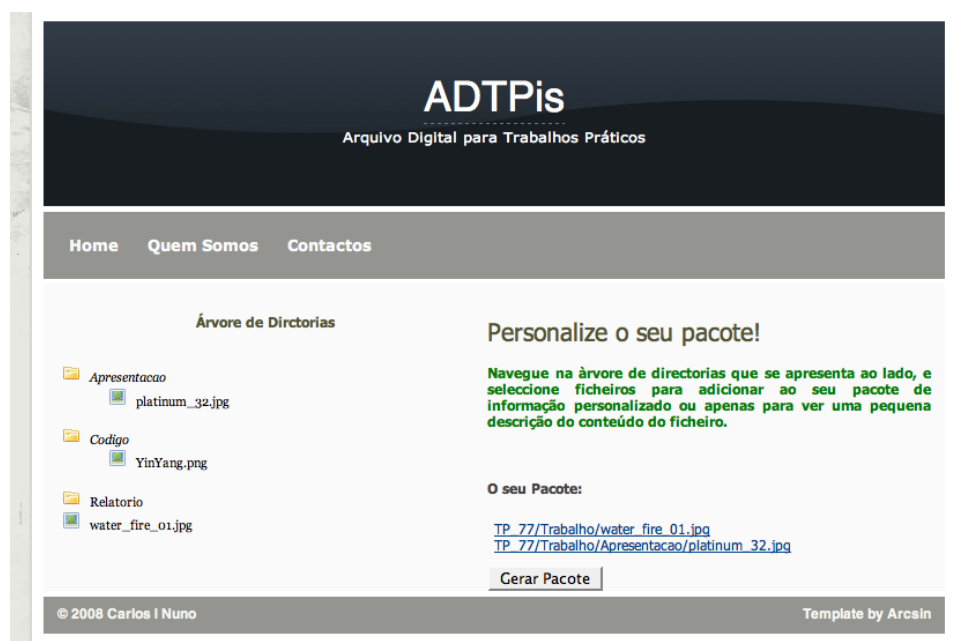 ADTPis
Arquivo Digital para Trabalhos Práticos
Home Quem Somos Contactos
Árvore de Dirctorias
Apresentacao
platinum_32.jpg
Codigo
YinYang.png
Relatorio
water_fire_01.jpg
Personalize o seu pacote!
Navegue na àrvore de directorias que se apresenta ao lado, e
seleccione ficheiros para adicionar ao seu pacote de
informação personalizado ou apenas para ver uma pequena
descrição do conteúdo do ficheiro.
O seu Pacote:
TP_77/Trabalho/water_fire_01.jpg
TP_77/Trabalho/Apresentacao/platinum_32.jpg
Gerar Pacote
© 2008 Carlos I Nuno
Template by Arcsin